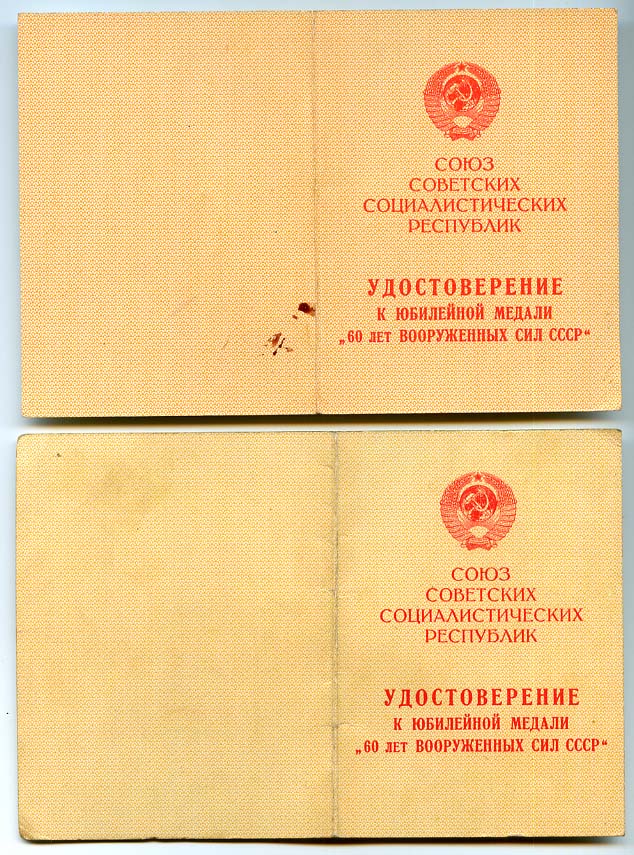 СОЮЗ
СОВЕТСКИХ
СОЦИАЛИСТИЧЕСКИХ
РЕСПУБЛИК
УДОСТОВЕРЕНИЕ
К ЮБИЛЕЙНОЙ МЕДАЛИ
„60 ЛЕТ ВООРУЖЕННЫХ СИЛ СССР“
СОЮЗ
СОВЕТСКИХ
СОЦИАЛИСТИЧЕСКИХ
РЕСПУБЛИК
УДОСТОВЕРЕНИЕ
К ЮБИЛЕЙНОЙ МЕДАЛИ
„60 ЛЕТ ВООРУЖЕННЫХ СИЛ СССР“